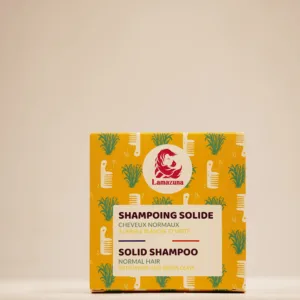 Lamazuna
SHAMPOING SOLIDE
CHEVEUX NORMAUX
SOLID SHAMPOO
NORMAL HAIR